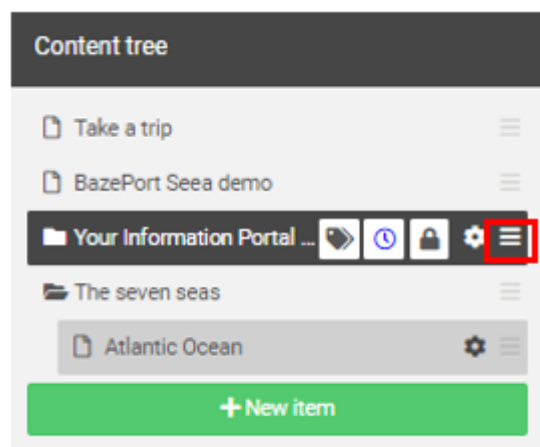 Content tree
Take a trip
BazePort Seea demo
Your Information Portal ...
The seven seas
Atlantic Ocean
+ New item